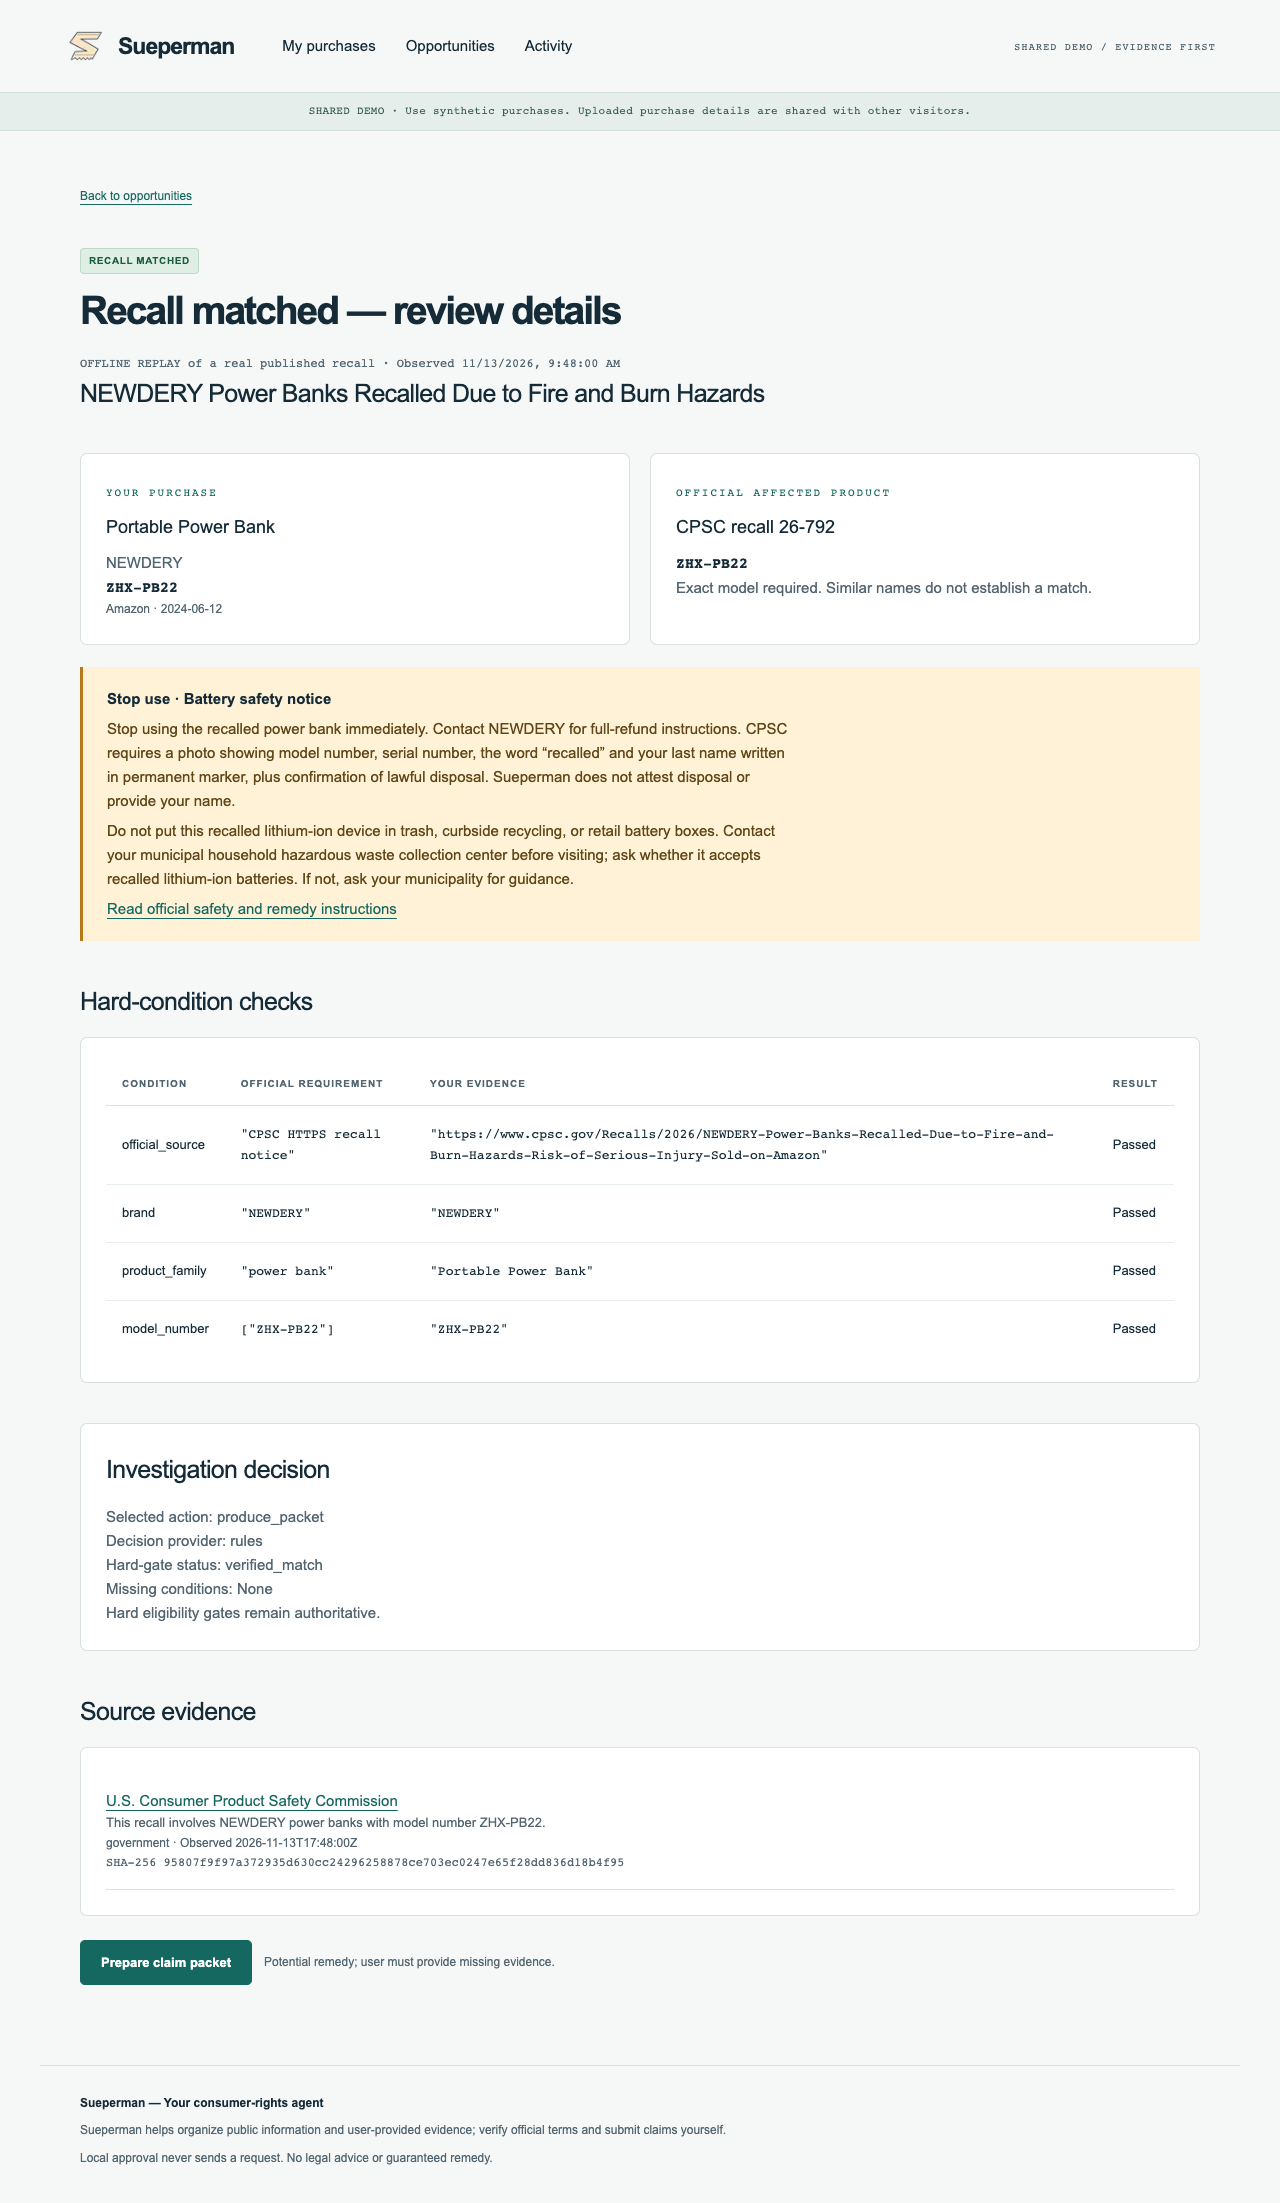 Sueperman
My purchases
Opportunities
Activity
SHARED DEMO / EVIDENCE FIRST
SHARED DEMO · Use synthetic purchases. Uploaded purchase details are shared with other visitors.
Back to opportunities
RECALL MATCHED
Recall matched — review details
OFFLINE REPLAY of a real published recall · Observed 11/13/2026, 9:48:00 AM
NEWDERY Power Banks Recalled Due to Fire and Burn Hazards
YOUR PURCHASE
Portable Power Bank
NEWDERY
ZHX-PB22
Amazon · 2024-06-12
OFFICIAL AFFECTED PRODUCT
CPSC recall 26-792
ZHX-PB22
Exact model required. Similar names do not establish a match.
Stop use · Battery safety notice
Stop using the recalled power bank immediately. Contact NEWDERY for full-refund instructions. CPSC
requires a photo showing model number, serial number, the word “recalled” and your last name written
in permanent marker, plus confirmation of lawful disposal. Sueperman does not attest disposal or
provide your name.
Do not put this recalled lithium-ion device in trash, curbside recycling, or retail battery boxes. Contact
your municipal household hazardous waste collection center before visiting; ask whether it accepts
recalled lithium-ion batteries. If not, ask your municipality for guidance.
Read official safety and remedy instructions
Hard-condition checks
CONDITION OFFICIAL REQUIREMENT YOUR EVIDENCE RESULT
official_source "CPSC HTTPS recall notice" "https://www.cpsc.gov/Recalls/2026/NEWDERY-Power-Banks-Recalled-Due-to-Fire-and-Burn-Hazards-Risk-of-Serious-Injury-Sold-on-Amazon" Passed
brand "NEWDERY" "NEWDERY" Passed
product_family "power bank" "Portable Power Bank" Passed
model_number ["ZHX-PB22"] "ZHX-PB22" Passed
Investigation decision
Selected action: produce_packet
Decision provider: rules
Hard-gate status: verified_match
Missing conditions: None
Hard eligibility gates remain authoritative.
Source evidence
U.S. Consumer Product Safety Commission
This recall involves NEWDERY power banks with model number ZHX-PB22.
government · Observed 2026-11-13T17:48:00Z
SHA-256 95807f9f97a372935d630cc24296258878ce703ec0247e65f28dd836d18b4f95
Prepare claim packet
Potential remedy; user must provide missing evidence.
Sueperman — Your consumer-rights agent
Sueperman helps organize public information and user-provided evidence; verify official terms and submit claims yourself.
Local approval never sends a request. No legal advice or guaranteed remedy.